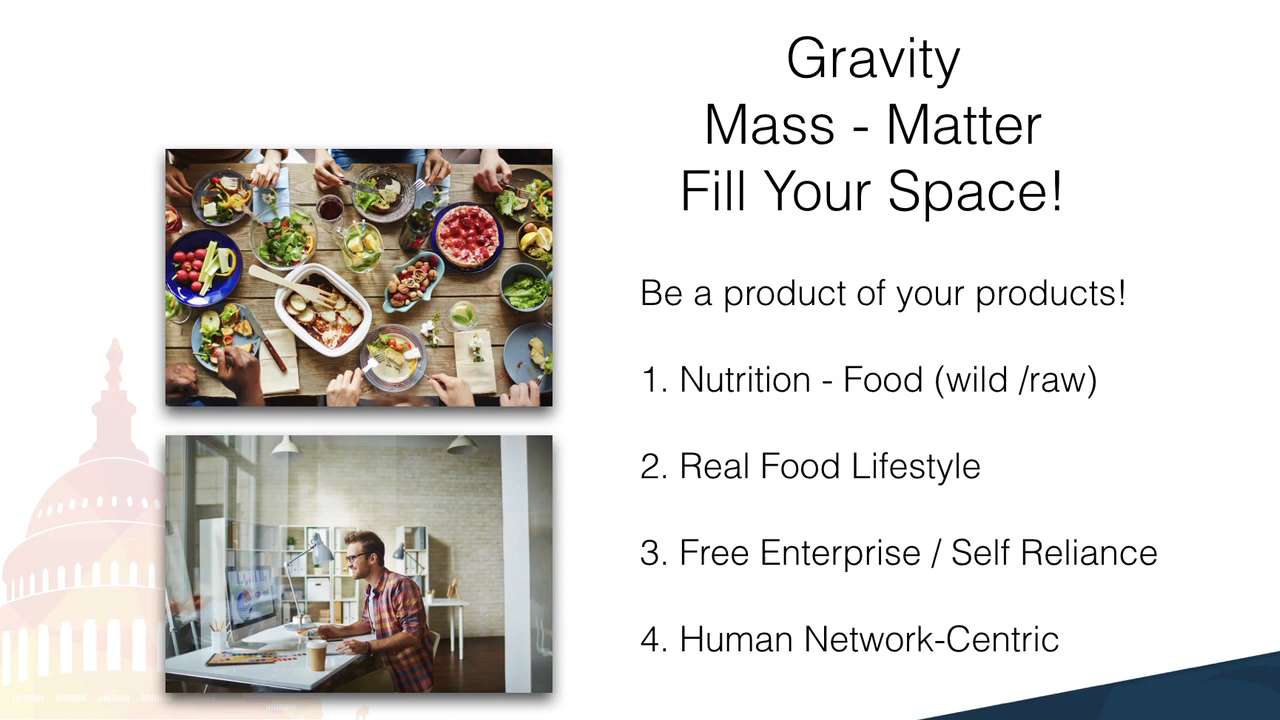 Gravity
Mass - Matter
Fill Your Space!
Be a product of your products!
1. Nutrition - Food (wild /raw)
2. Real Food Lifestyle
3. Free Enterprise / Self Reliance
4. Human Network-Centric